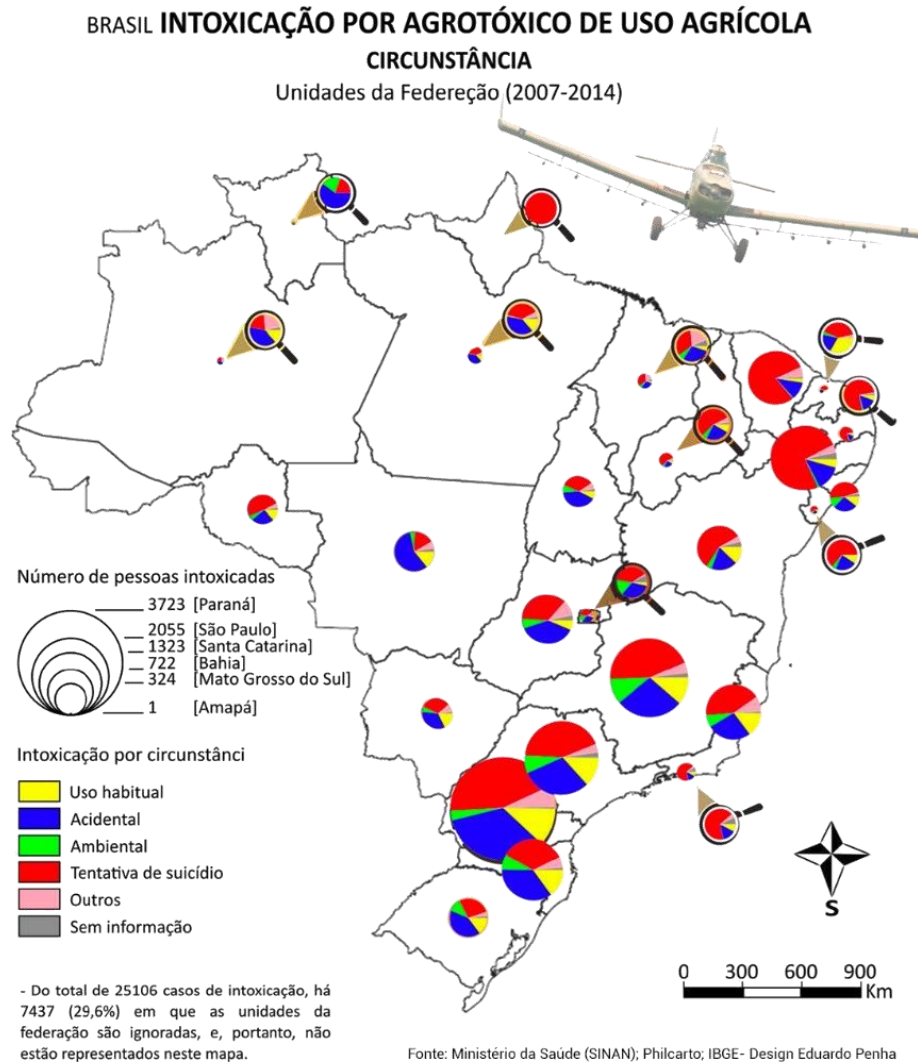 BRASIL INTOXICAÇÃO POR AGROTÓXICO DE USO AGRÍCOLA
CIRCUNSTÂNCIA
Unidades da Federeção (2007-2014)
Número de pessoas intoxicadas
3723 [Paraná]
2055 [São Paulo]
1323 [Santa Catarina]
722 [Bahia]
324 [Mato Grosso do Sul]
1 [Amapá]
Intoxicação por circunstânci
Uso habitual
Acidental
Ambiental
Tentativa de suicídio
Outros
Sem informação
S
0 300 600 900
Km
- Do total de 25106 casos de intoxicação, há
7437 (29,6%) em que as unidades da
federação são ignoradas, e, portanto, não
estão representados neste mapa.
Fonte: Ministério da Saúde (SINAN); Philcarto; IBGE- Design Eduardo Penha